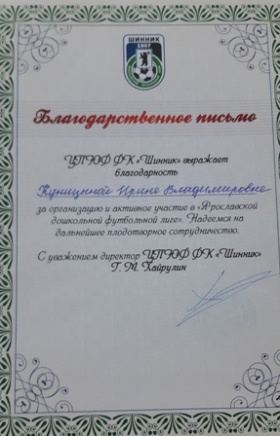 ШИННИК
1957
Благодарственное письмо
ЦПЮФ ФК «Шинник» выражает
благодарность
Куницыной Ирине Владимировне
за организацию и активное участие в «Ярославской
дошкольной футбольной лиге». Надеемся на
дальнейшее плодотворное сотрудничество.
С уважением директор ЦПЮФ ФК «Шинник»
Г. М. Хайрулин